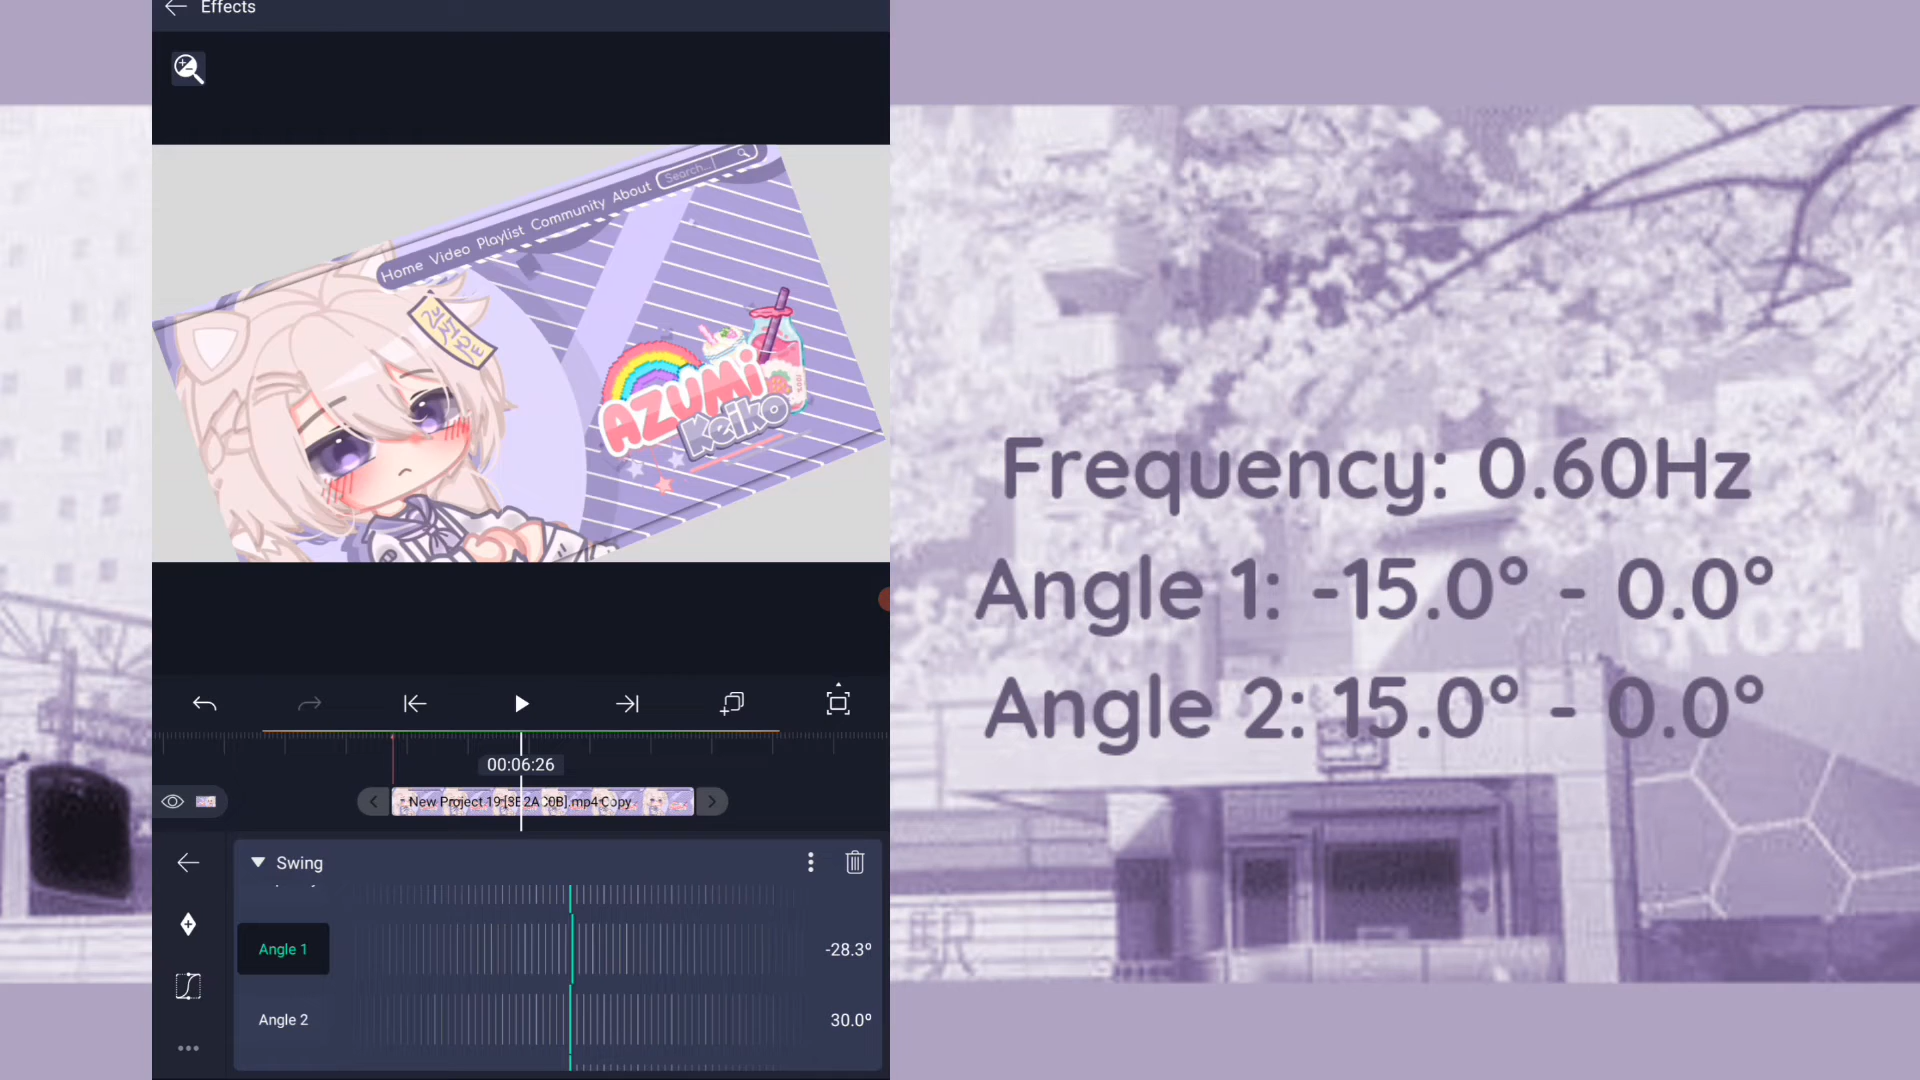 Effects
Home Video Playlist Community About Search...
AZUMi
Keiko
Frequency: 0.60Hz
Angle 1: -15.0° - 0.0°
Angle 2: 15.0° - 0.0°
00:06:26
New Project 19 [3E2A 0B].mp4 Copy
Swing
Angle 1
-28.3°
Angle 2
30.0°